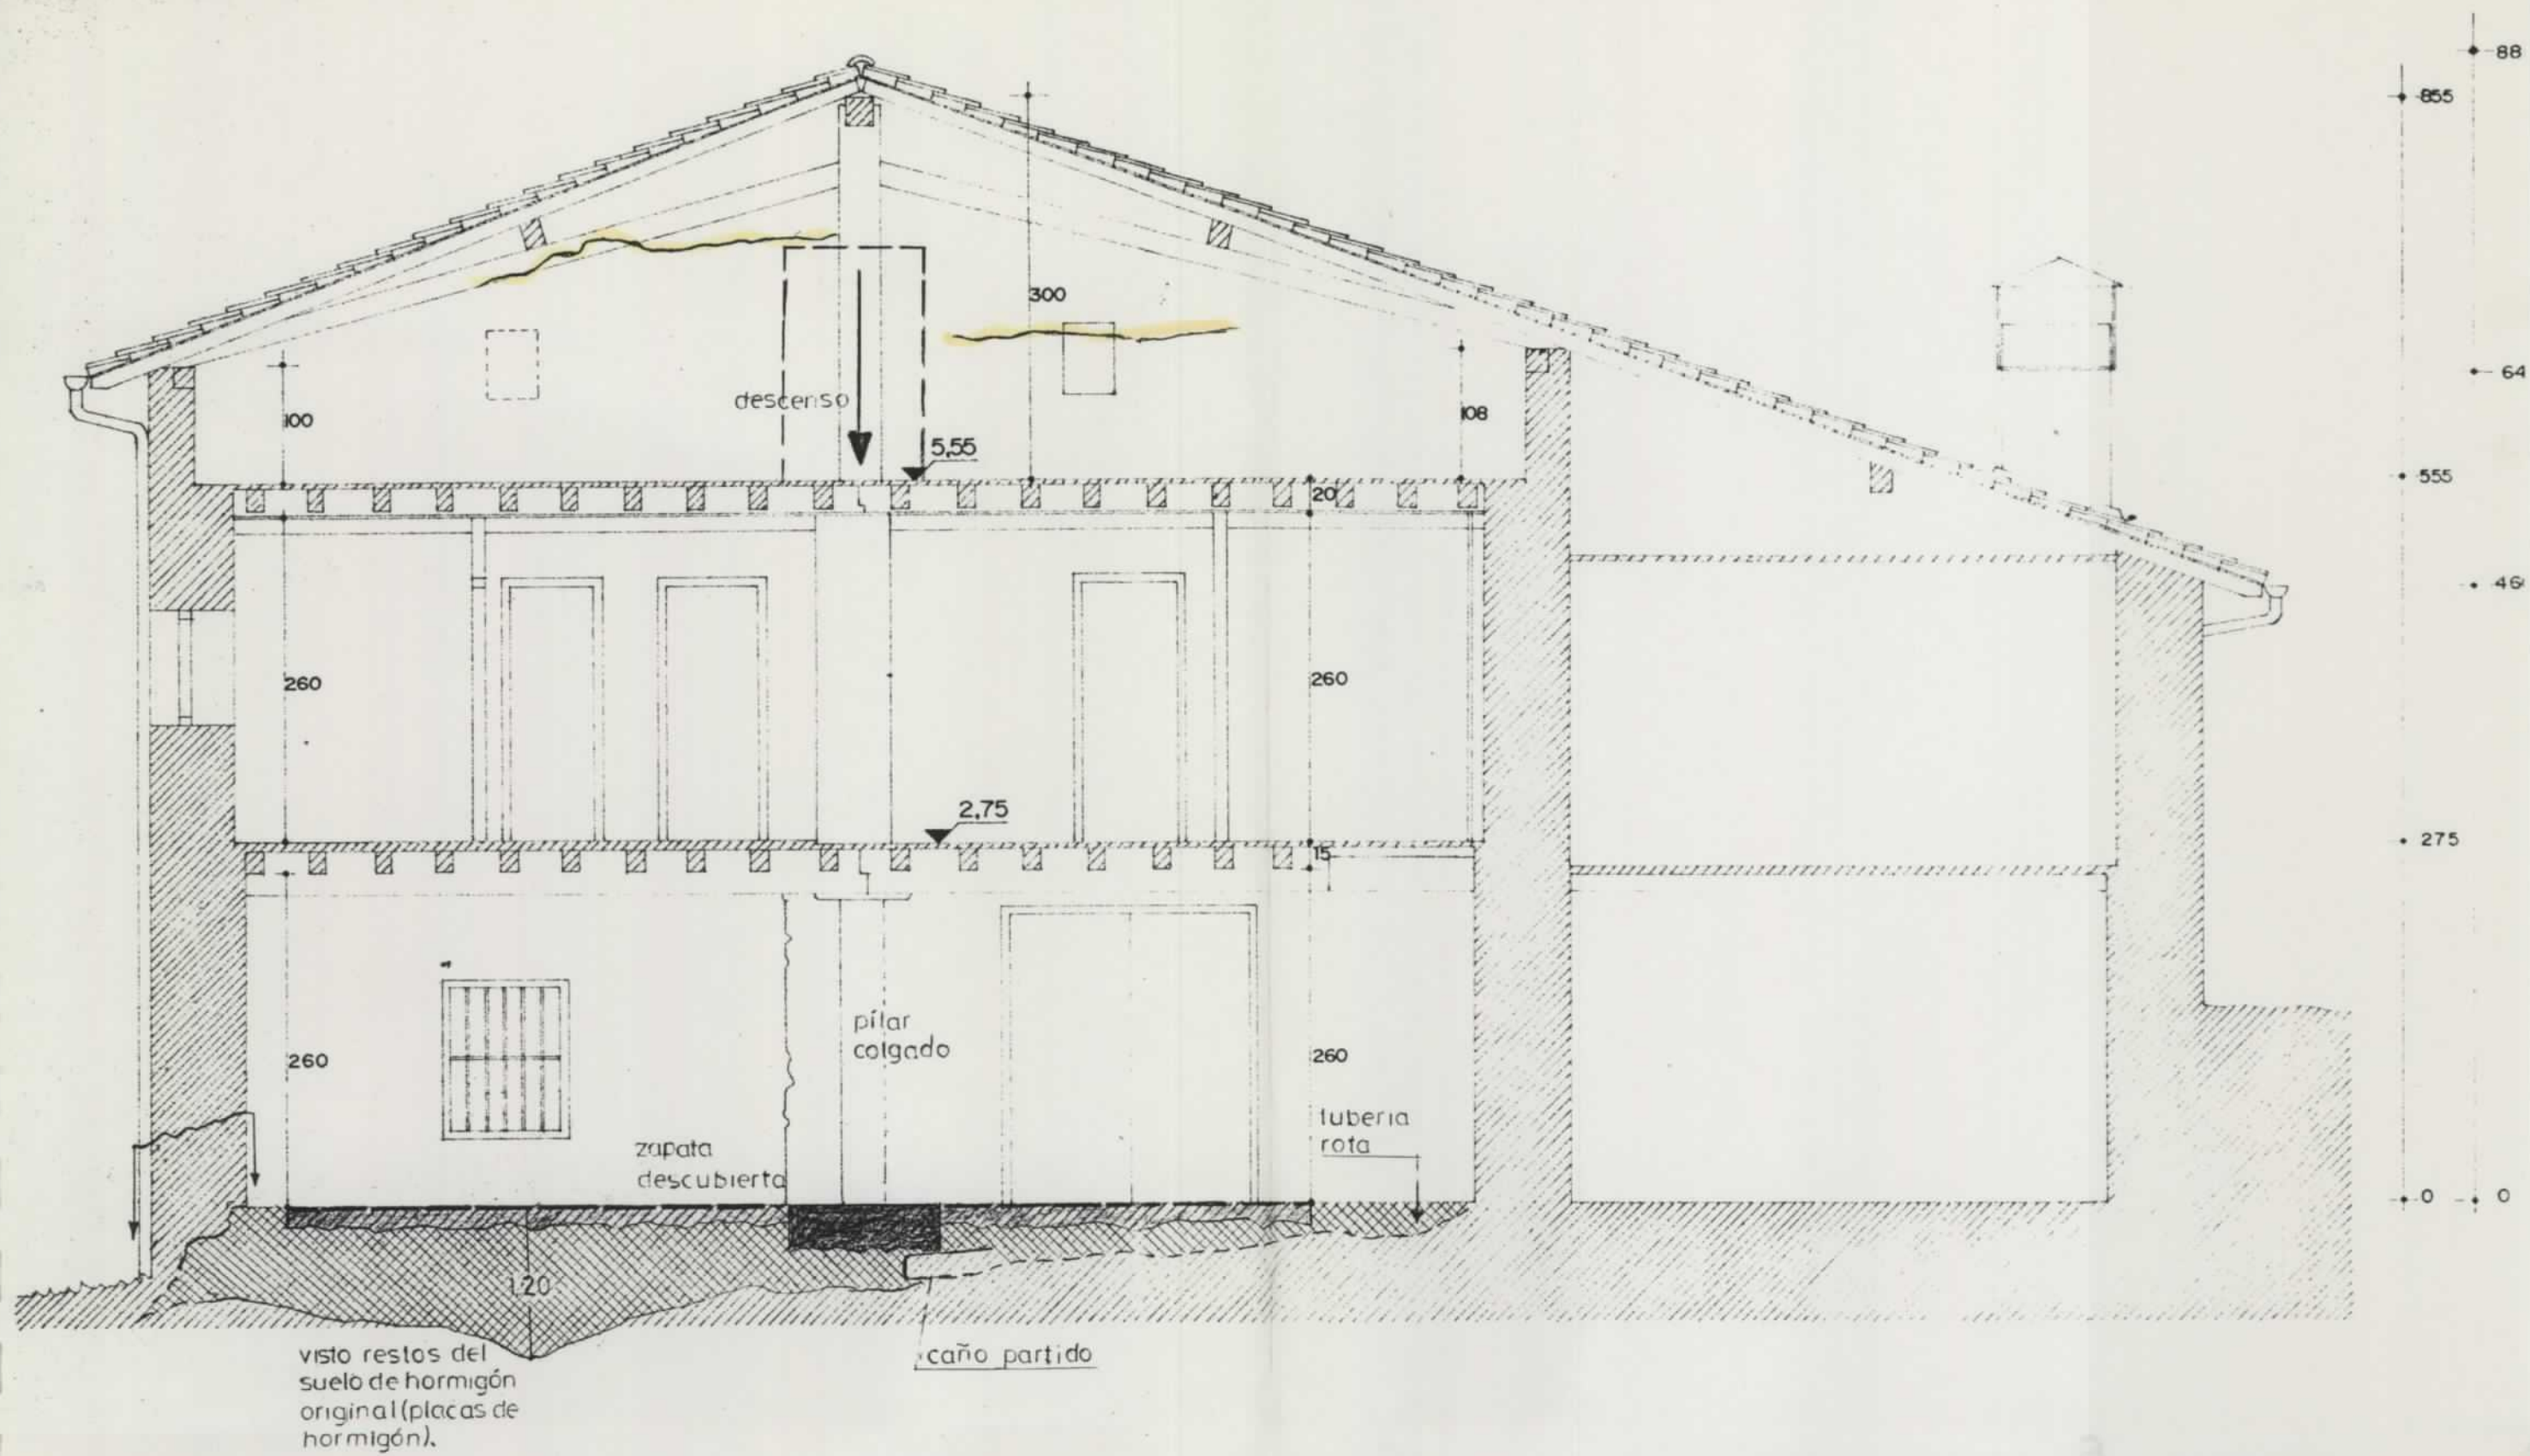 88
855
300
64
descenso
100
108
5,55
555
20
46
260
260
2,75
275
15
pilar
colgado
260
260
tuberia
rota
zapata
descubierta
0
0
120
visto restos del
suelo de hormigón
original (placas de
hormigón).
caño partido